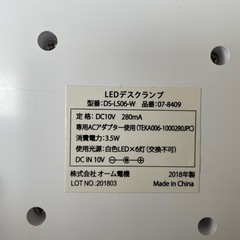 LEDデスクランプ
型番:DS-LS06-W 品番:07-8409
定格:DC10V 280mA
専用ACアダプター使用(TEKA006-1000280JPC)
消費電力:3.5W
使用光源:白色LED×6灯(交換不可)
DC IN 10V
株式会社オーム電機 2018年製
LOT NO.:201803 Made in China